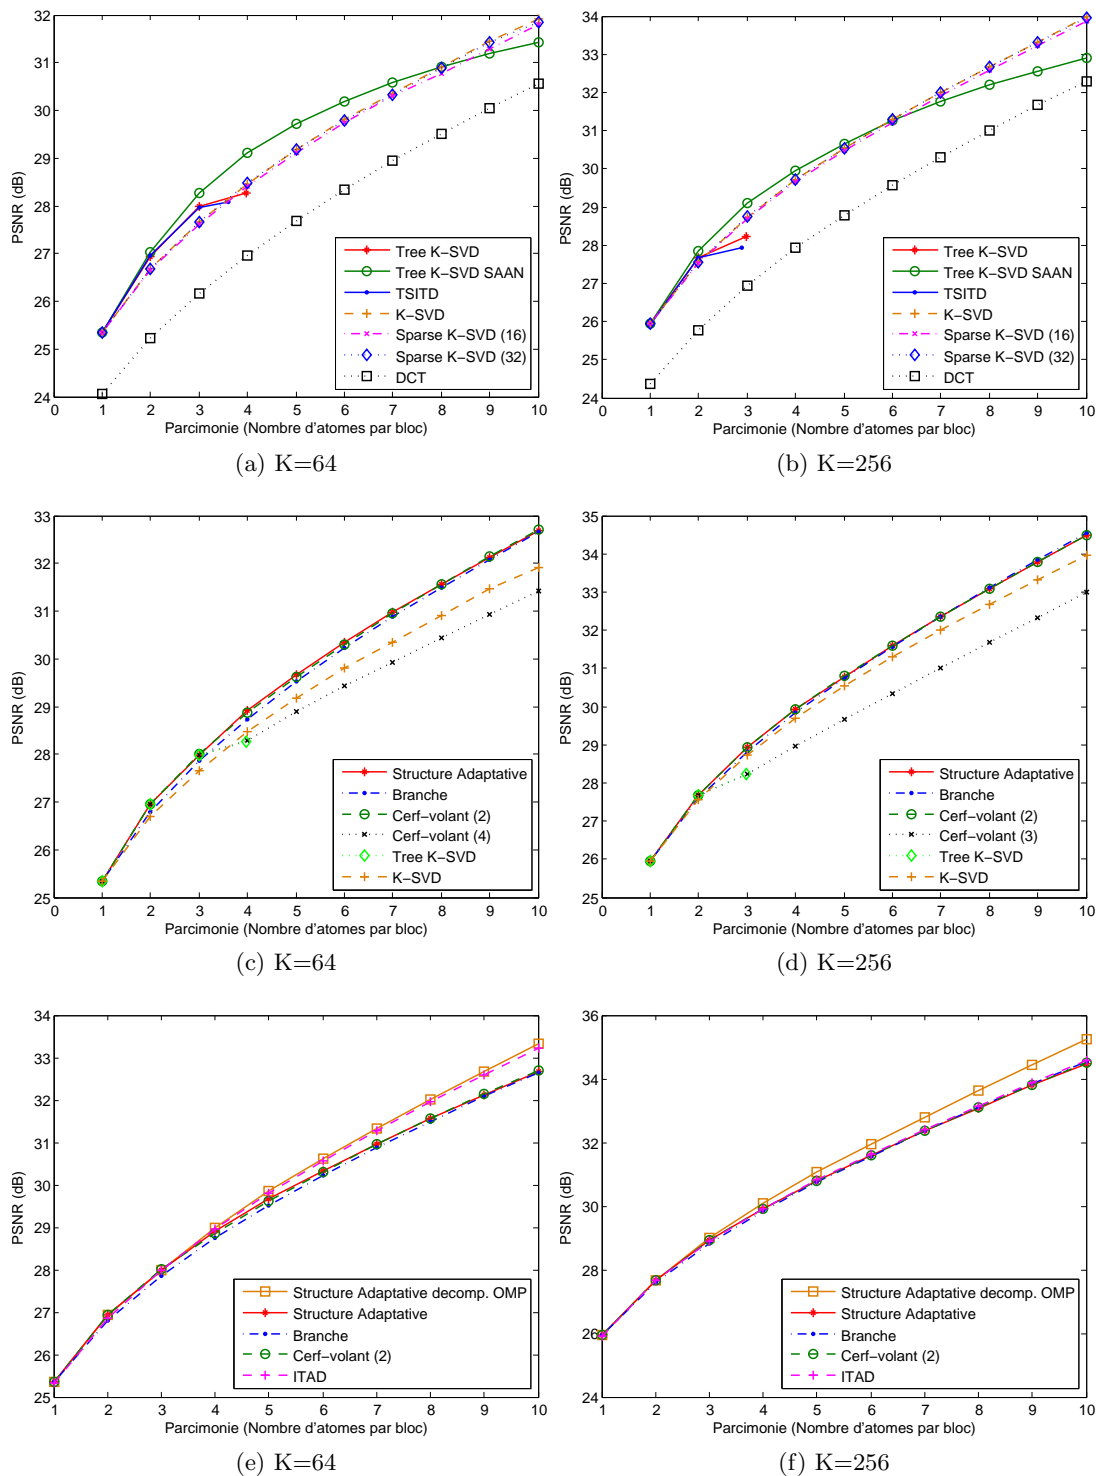 32
31
30
29
28
27
26
25
24
0 1 2 3 4 5 6 7 8 9 10
PSNR (dB)
Parcimonie (Nombre d'atomes par bloc)
Tree K−SVD
Tree K−SVD SAAN
TSITD
K−SVD
Sparse K−SVD (16)
Sparse K−SVD (32)
DCT
(a) K=64
34
33
32
31
30
29
28
27
26
25
24
0 1 2 3 4 5 6 7 8 9 10
PSNR (dB)
Parcimonie (Nombre d'atomes par bloc)
Tree K−SVD
Tree K−SVD SAAN
TSITD
K−SVD
Sparse K−SVD (16)
Sparse K−SVD (32)
DCT
(b) K=256
33
32
31
30
29
28
27
26
25
0 1 2 3 4 5 6 7 8 9 10
PSNR (dB)
Parcimonie (Nombre d'atomes par bloc)
Structure Adaptative
Branche
Cerf−volant (2)
Cerf−volant (4)
Tree K−SVD
K−SVD
(c) K=64
35
34
33
32
31
30
29
28
27
26
25
0 1 2 3 4 5 6 7 8 9 10
PSNR (dB)
Parcimonie (Nombre d'atomes par bloc)
Structure Adaptative
Branche
Cerf−volant (2)
Cerf−volant (3)
Tree K−SVD
K−SVD
(d) K=256
34
33
32
31
30
29
28
27
26
25
1 2 3 4 5 6 7 8 9 10
PSNR (dB)
Parcimonie (Nombre d'atomes par bloc)
Structure Adaptative decomp. OMP
Structure Adaptative
Branche
Cerf−volant (2)
ITAD
(e) K=64
36
34
32
30
28
26
24
1 2 3 4 5 6 7 8 9 10
PSNR (dB)
Parcimonie (Nombre d'atomes par bloc)
Structure Adaptative decomp. OMP
Structure Adaptative
Branche
Cerf−volant (2)
ITAD
(f) K=256